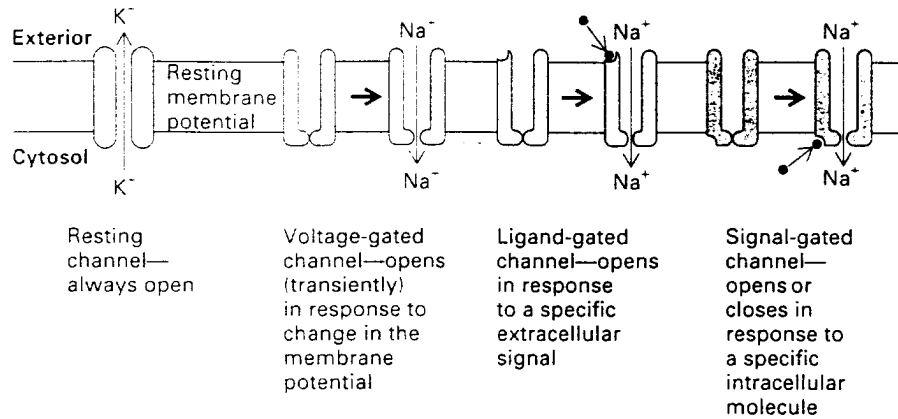 K⁻
Na⁻
Na⁺
Na⁺
Exterior
Resting
membrane
potential
Cytosol
K⁻
Na⁻
Na⁺
Na⁺
Resting
channel—
always open
Voltage-gated
channel—opens
(transiently)
in response to
change in the
membrane
potential
Ligand-gated
channel—opens
in response
to a specific
extracellular
signal
Signal-gated
channel—
opens or
closes in
response to
a specific
intracellular
molecule